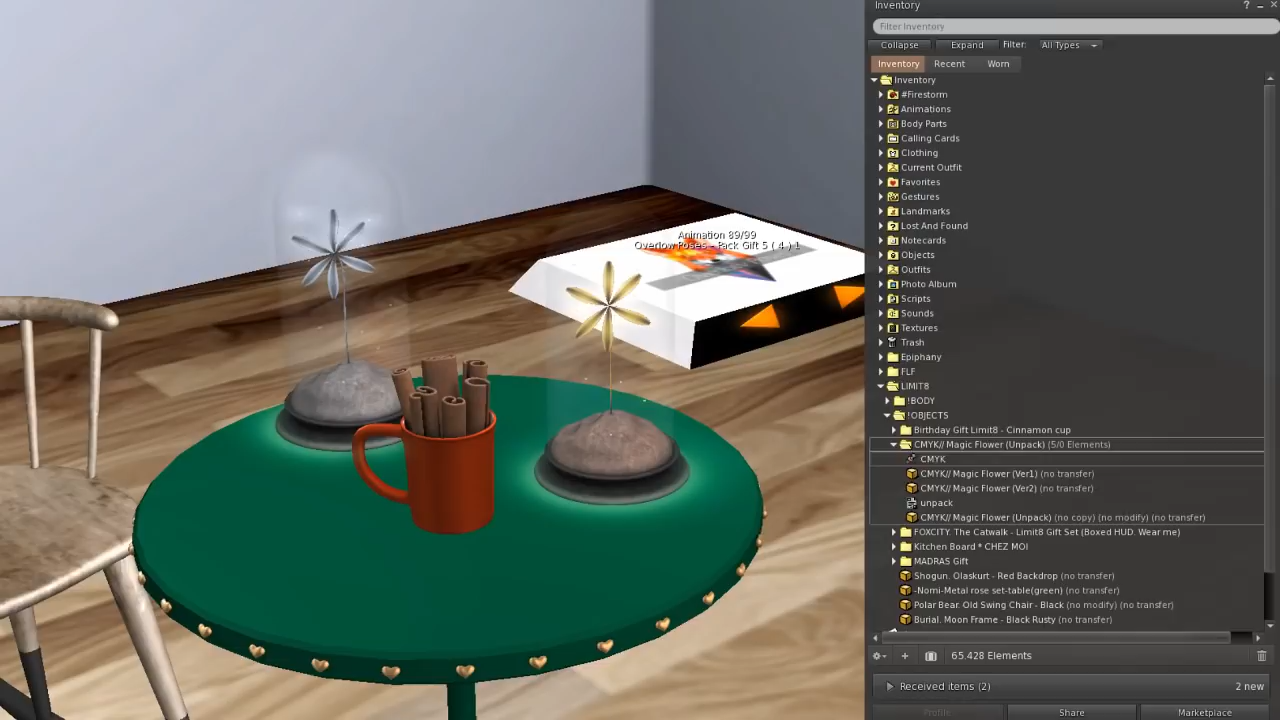 Inventory
?
Filter Inventory
Collapse
Expand
Filter:
All Types
Inventory
Recent
Worn
Inventory
#Firestorm
Animations
Body Parts
Calling Cards
Clothing
Current Outfit
Favorites
Gestures
Landmarks
Lost And Found
Notecards
Objects
Outfits
Photo Album
Scripts
Sounds
Textures
Trash
Epiphany
FLF
LIMIT8
!BODY
!OBJECTS
Birthday Gift Limit8 - Cinnamon cup
CMYK// Magic Flower (Unpack) (5/0 Elements)
CMYK
CMYK// Magic Flower (Ver1) (no transfer)
CMYK// Magic Flower (Ver2) (no transfer)
unpack
CMYK// Magic Flower (Unpack) (no copy) (no modify) (no transfer)
FOXCITY. The Catwalk - Limit8 Gift Set (Boxed HUD. Wear me)
Kitchen Board * CHEZ MOI
MADRAS Gift
Shogun. Olaskurt - Red Backdrop (no transfer)
-Nomi-Metal rose set-table(green) (no transfer)
Polar Bear. Old Swing Chair - Black (no modify) (no transfer)
Burial. Moon Frame - Black Rusty (no transfer)
65.428 Elements
Received items (2)
2 new
Profile
Share
Marketplace
Animation 89/99
Overlow Poses - Pack Gift 5 ( 4 ) 1